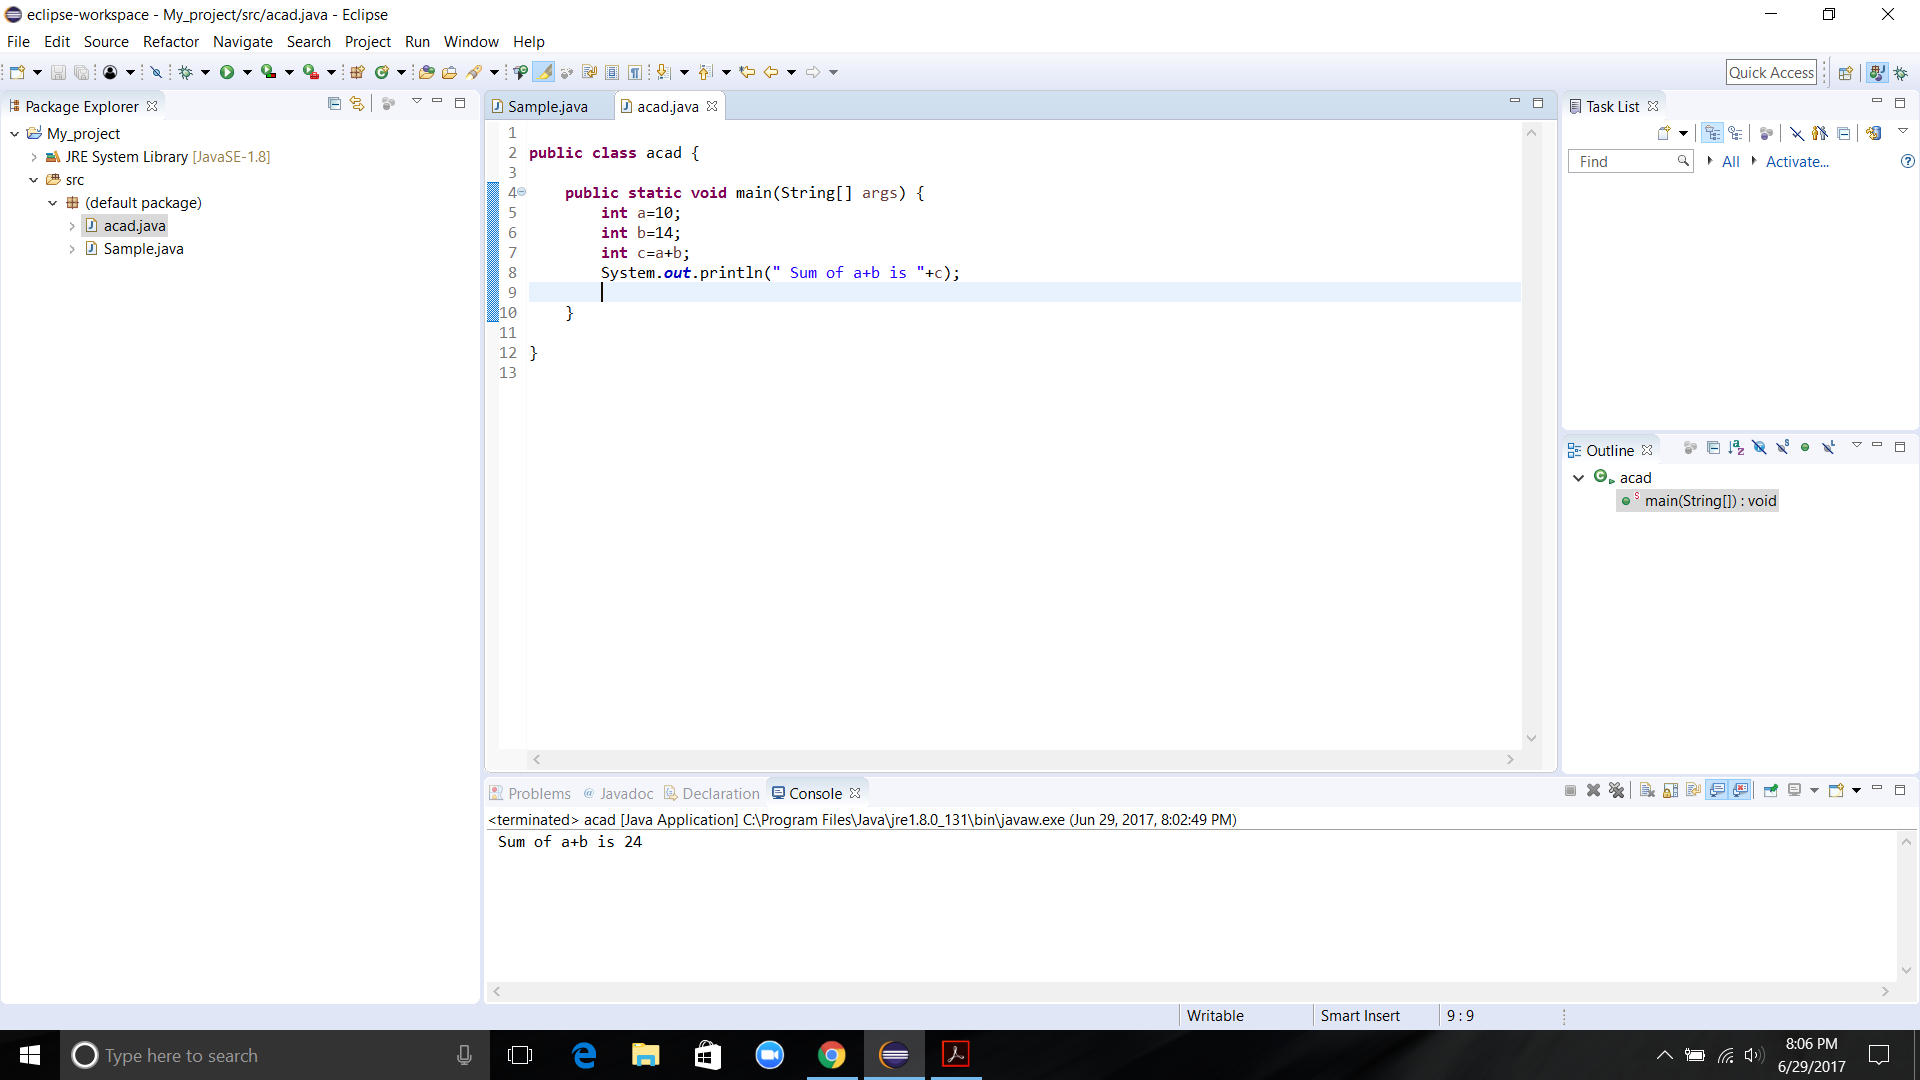 eclipse-workspace - My_project/src/acad.java - Eclipse
File Edit Source Refactor Navigate Search Project Run Window Help
Quick Access
Package Explorer
My_project
JRE System Library [JavaSE-1.8]
src
(default package)
acad.java
Sample.java
Sample.java acad.java
1
2 public class acad {
3
4 public static void main(String[] args) {
5 int a=10;
6 int b=14;
7 int c=a+b;
8 System.out.println(" Sum of a+b is "+c);
9
10 }
11
12 }
13
Task List
Find All Activate...
Outline
acad
main(String[]) : void
Problems @ Javadoc Declaration Console
<terminated> acad [Java Application] C:\Program Files\Java\jre1.8.0_131\bin\javaw.exe (Jun 29, 2017, 8:02:49 PM)
Sum of a+b is 24
Writable Smart Insert 9 : 9
Type here to search
8:06 PM
6/29/2017